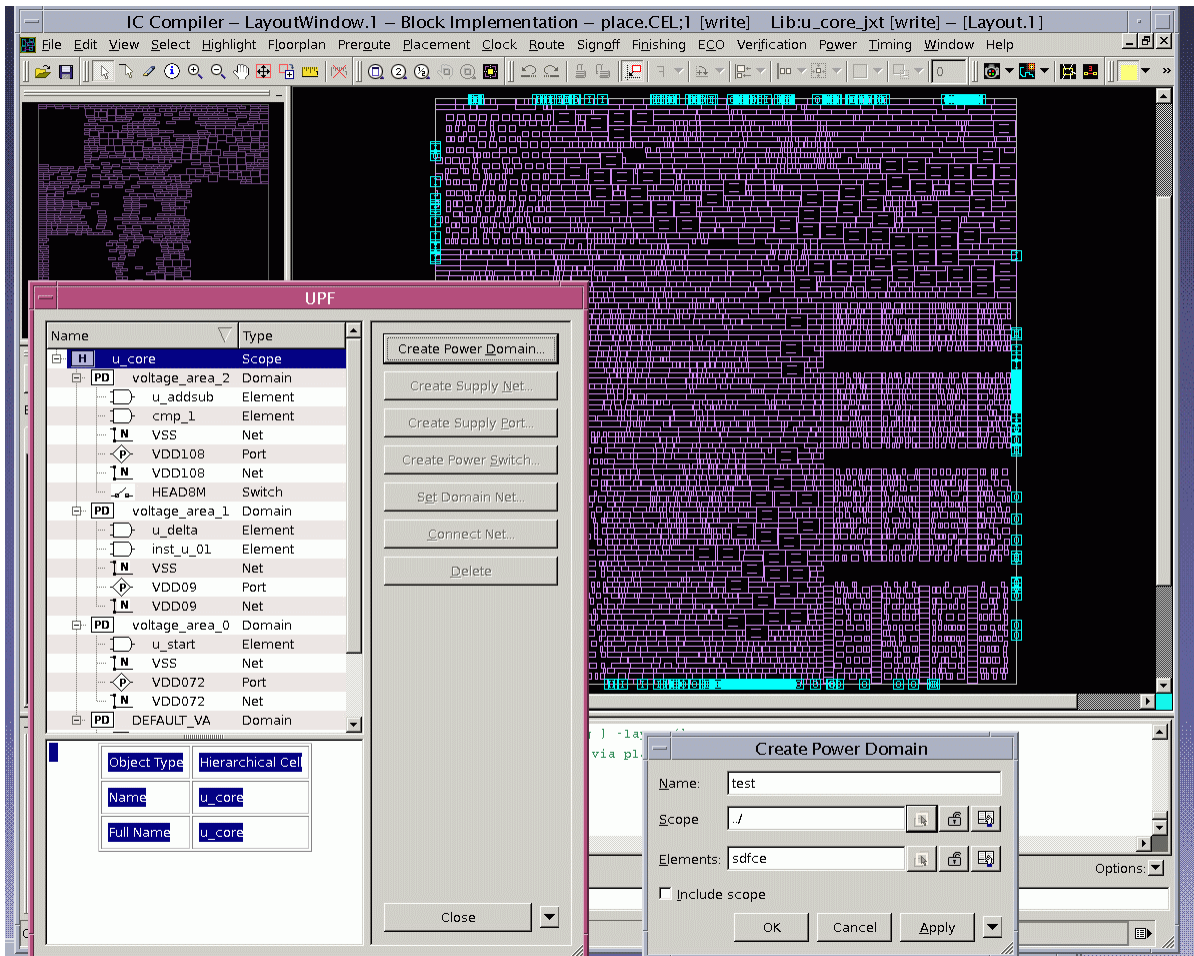 IC Compiler – LayoutWindow.1 – Block Implementation – place.CEL;1 [write]    Lib:u_core_jxt [write] – [Layout.1]
File Edit View Select Highlight Floorplan Preroute Placement Clock Route Signoff Finishing ECO Verification Power Timing Window Help
0
UPF
Name Type
H u_core Scope
PD voltage_area_2 Domain
u_addsub Element
cmp_1 Element
N VSS Net
P VDD108 Port
N VDD108 Net
HEAD8M Switch
PD voltage_area_1 Domain
u_delta Element
inst_u_01 Element
N VSS Net
P VDD09 Port
N VDD09 Net
PD voltage_area_0 Domain
u_start Element
N VSS Net
P VDD072 Port
N VDD072 Net
PD DEFAULT_VA Domain
Create Power Domain...
Create Supply Net...
Create Supply Port...
Create Power Switch...
Set Domain Net...
Connect Net...
Delete
Close
Object Type Hierarchical Cell
Name u_core
Full Name u_core
Create Power Domain
Name: test
Scope ../
Elements: sdfce
Include scope
OK Cancel Apply
Options: